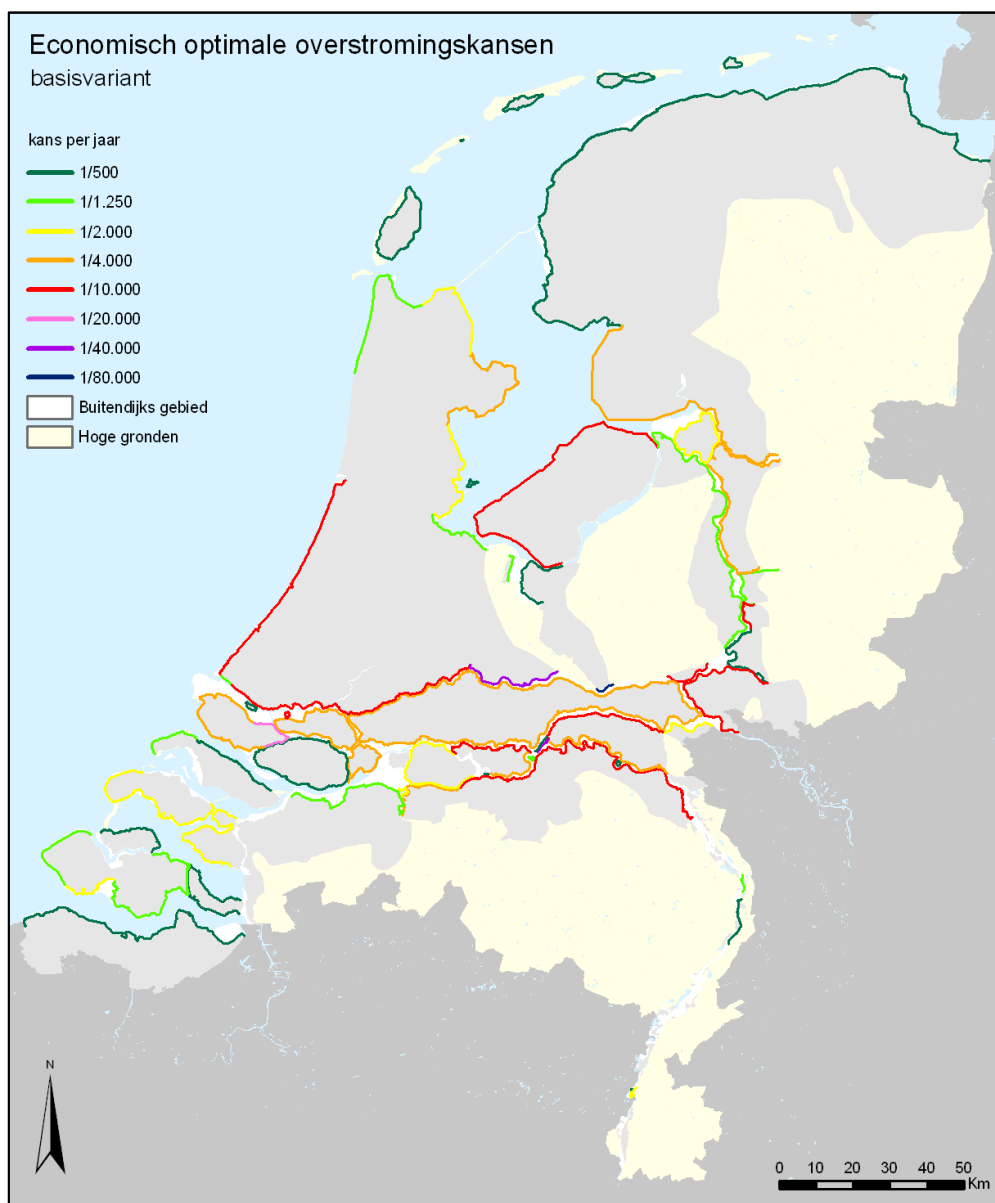 Economisch optimale overstromingskansen
basisvariant
kans per jaar
1/500
1/1.250
1/2.000
1/4.000
1/10.000
1/20.000
1/40.000
1/80.000
Buitendijks gebied
Hoge gronden
N
0 10 20 30 40 50
Km